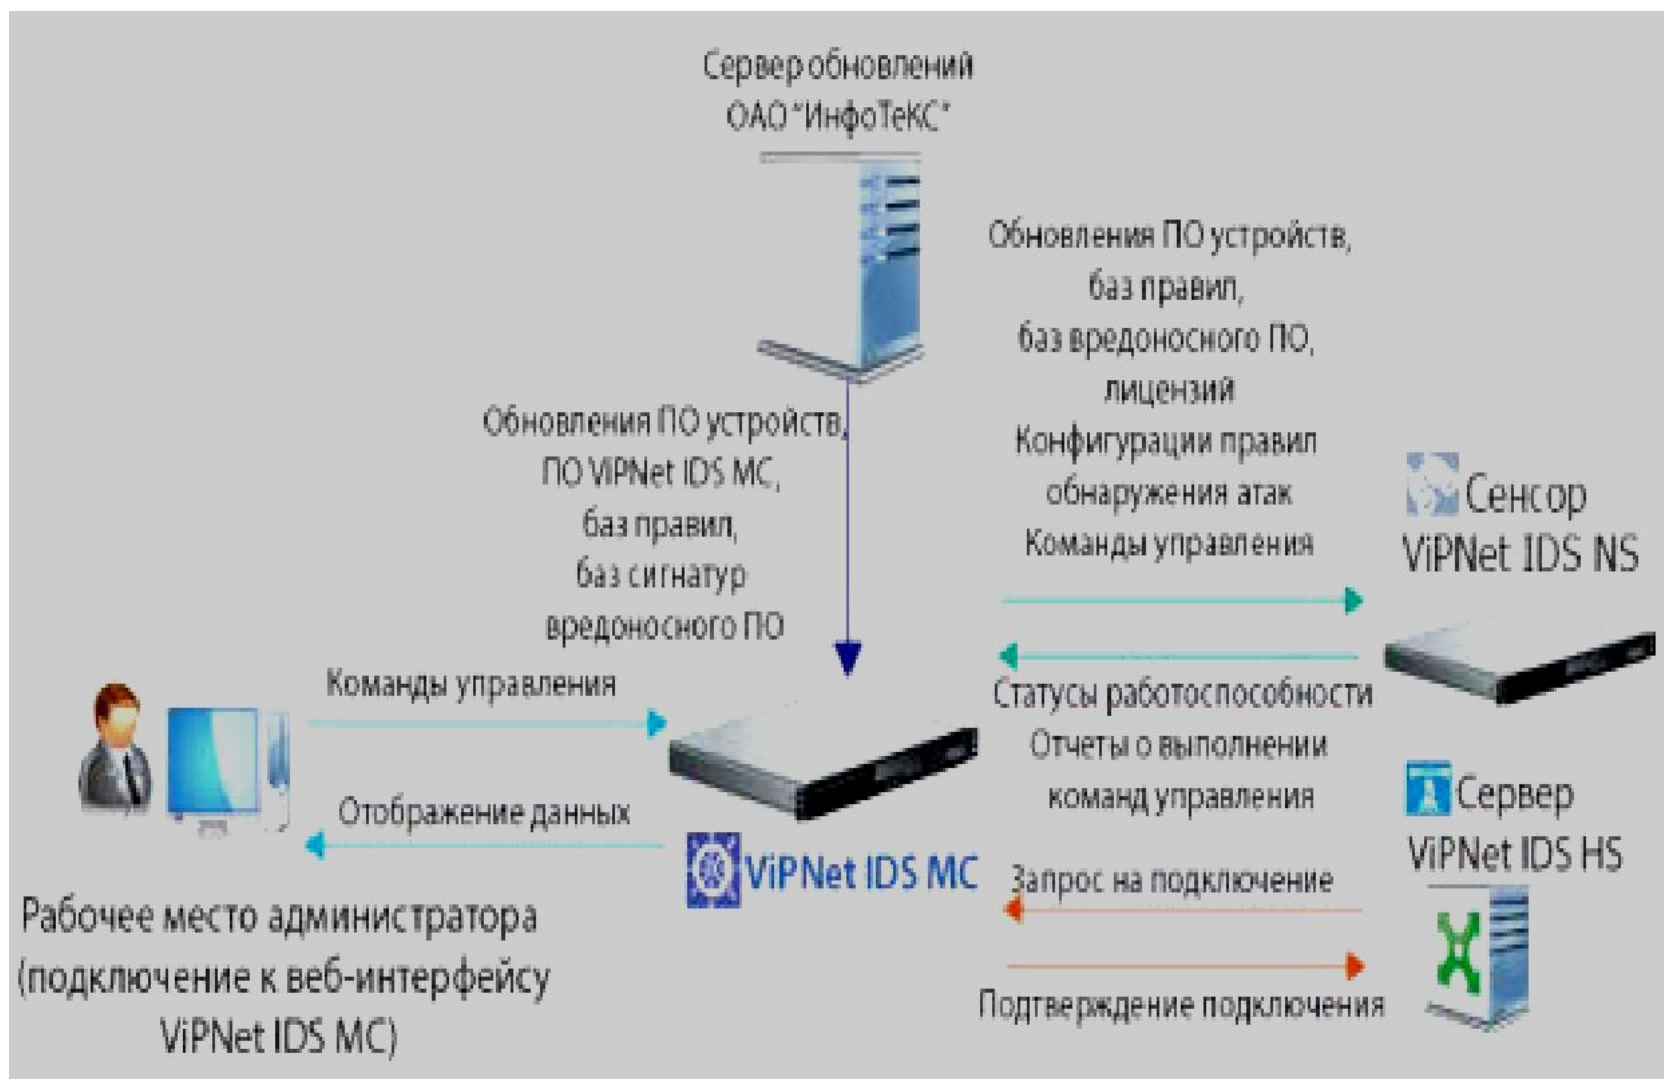 Сервер обновлений
ОАО "ИнфоТеКС"
Обновления ПО устройств,
ПО ViPNet IDS MC,
баз правил,
баз сигнатур
вредоносного ПО
Обновления ПО устройств,
баз правил,
баз вредоносного ПО,
лицензий
Конфигурации правил
обнаружения атак
Команды управления
Сенсор
ViPNet IDS NS
Статусы работоспособности
Отчеты о выполнении
команд управления
Команды управления
Отображение данных
ViPNet IDS MC
Рабочее место администратора
(подключение к веб-интерфейсу
ViPNet IDS MC)
Сервер
ViPNet IDS HS
Запрос на подключение
Подтверждение подключения